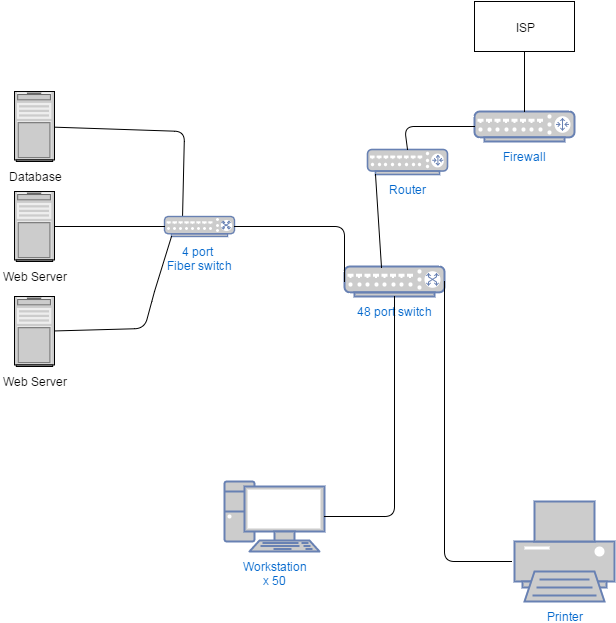 ISP
Firewall
Router
Database
4 port
Fiber switch
Web Server
48 port switch
Web Server
Workstation
x 50
Printer